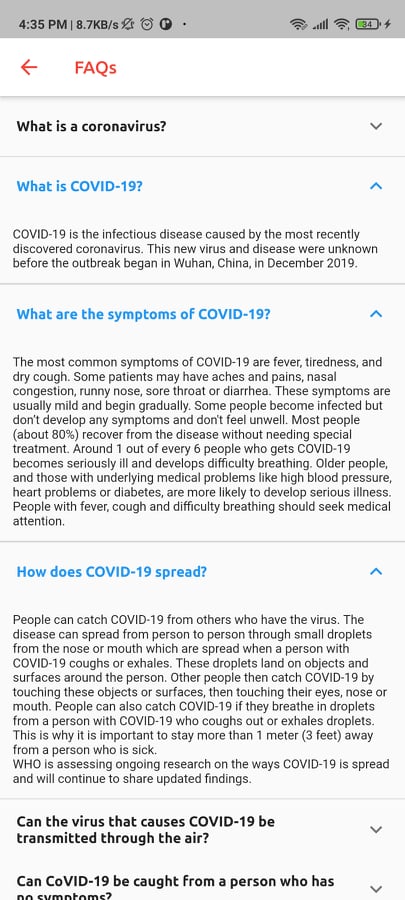 4:35 PM | 8.7KB/s
34
FAQs
What is a coronavirus?
What is COVID-19?
COVID-19 is the infectious disease caused by the most recently
discovered coronavirus. This new virus and disease were unknown
before the outbreak began in Wuhan, China, in December 2019.
What are the symptoms of COVID-19?
The most common symptoms of COVID-19 are fever, tiredness, and
dry cough. Some patients may have aches and pains, nasal
congestion, runny nose, sore throat or diarrhea. These symptoms are
usually mild and begin gradually. Some people become infected but
don't develop any symptoms and don't feel unwell. Most people
(about 80%) recover from the disease without needing special
treatment. Around 1 out of every 6 people who gets COVID-19
becomes seriously ill and develops difficulty breathing. Older people,
and those with underlying medical problems like high blood pressure,
heart problems or diabetes, are more likely to develop serious illness.
People with fever, cough and difficulty breathing should seek medical
attention.
How does COVID-19 spread?
People can catch COVID-19 from others who have the virus. The
disease can spread from person to person through small droplets
from the nose or mouth which are spread when a person with
COVID-19 coughs or exhales. These droplets land on objects and
surfaces around the person. Other people then catch COVID-19 by
touching these objects or surfaces, then touching their eyes, nose or
mouth. People can also catch COVID-19 if they breathe in droplets
from a person with COVID-19 who coughs out or exhales droplets.
This is why it is important to stay more than 1 meter (3 feet) away
from a person who is sick.
WHO is assessing ongoing research on the ways COVID-19 is spread
and will continue to share updated findings.
Can the virus that causes COVID-19 be
transmitted through the air?
Can CoVID-19 be caught from a person who has
no symptoms?